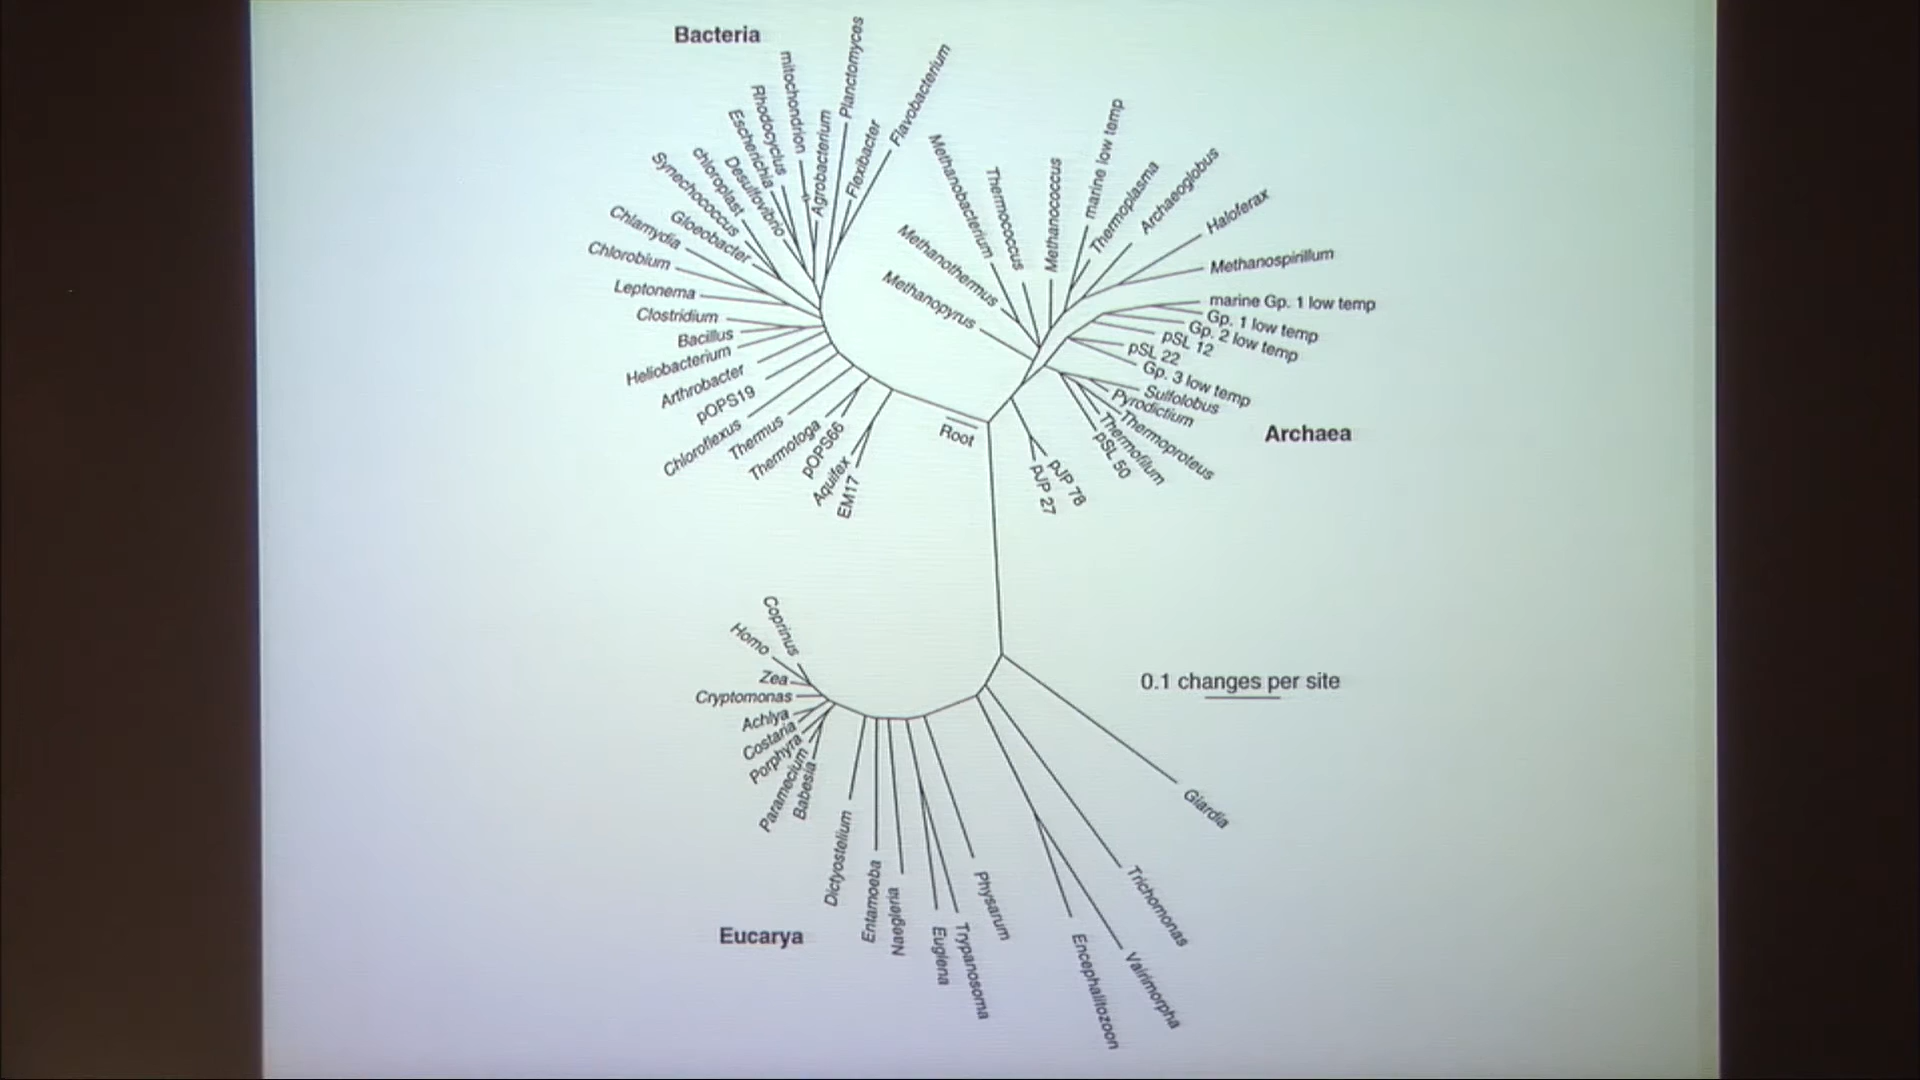 Bacteria
Planctomyces
mitochondrion
Flavobacterium
Rhodocyclus
Escherichia
Agrobacterium
Flexibacter
Desulfovibrio
chloroplast
Synechococcus
Gloeobacter
Chlamydia
Chlorobium
Leptonema
Clostridium
Bacillus
Heliobacterium
Arthrobacter
pOPS19
Chloroflexus
Thermus
Thermotoga
pOPS66
Aquifex
EM17
Root
Methanopyrus
Methanothermus
Methanobacterium
Thermococcus
Methanococcus
marine low temp
Thermoplasma
Archaeoglobus
Haloferax
Methanospirillum
marine Gp. 1 low temp
Gp. 1 low temp
Gp. 2 low temp
pSL 12
pSL 22
Gp. 3 low temp
Sulfolobus
Pyrodictium
Thermoproteus
Thermofilum
pSL 50
pJP 78
pJP 27
Archaea
Coprinus
Homo
Zea
Cryptomonas
Achlya
Costaria
Porphyra
Paramecium
Babesia
Dictyostelium
Entamoeba
Naegleria
Euglena
Trypanosoma
Physarum
Encephalitozoon
Vairimorpha
Trichomonas
Giardia
0.1 changes per site
Eucarya